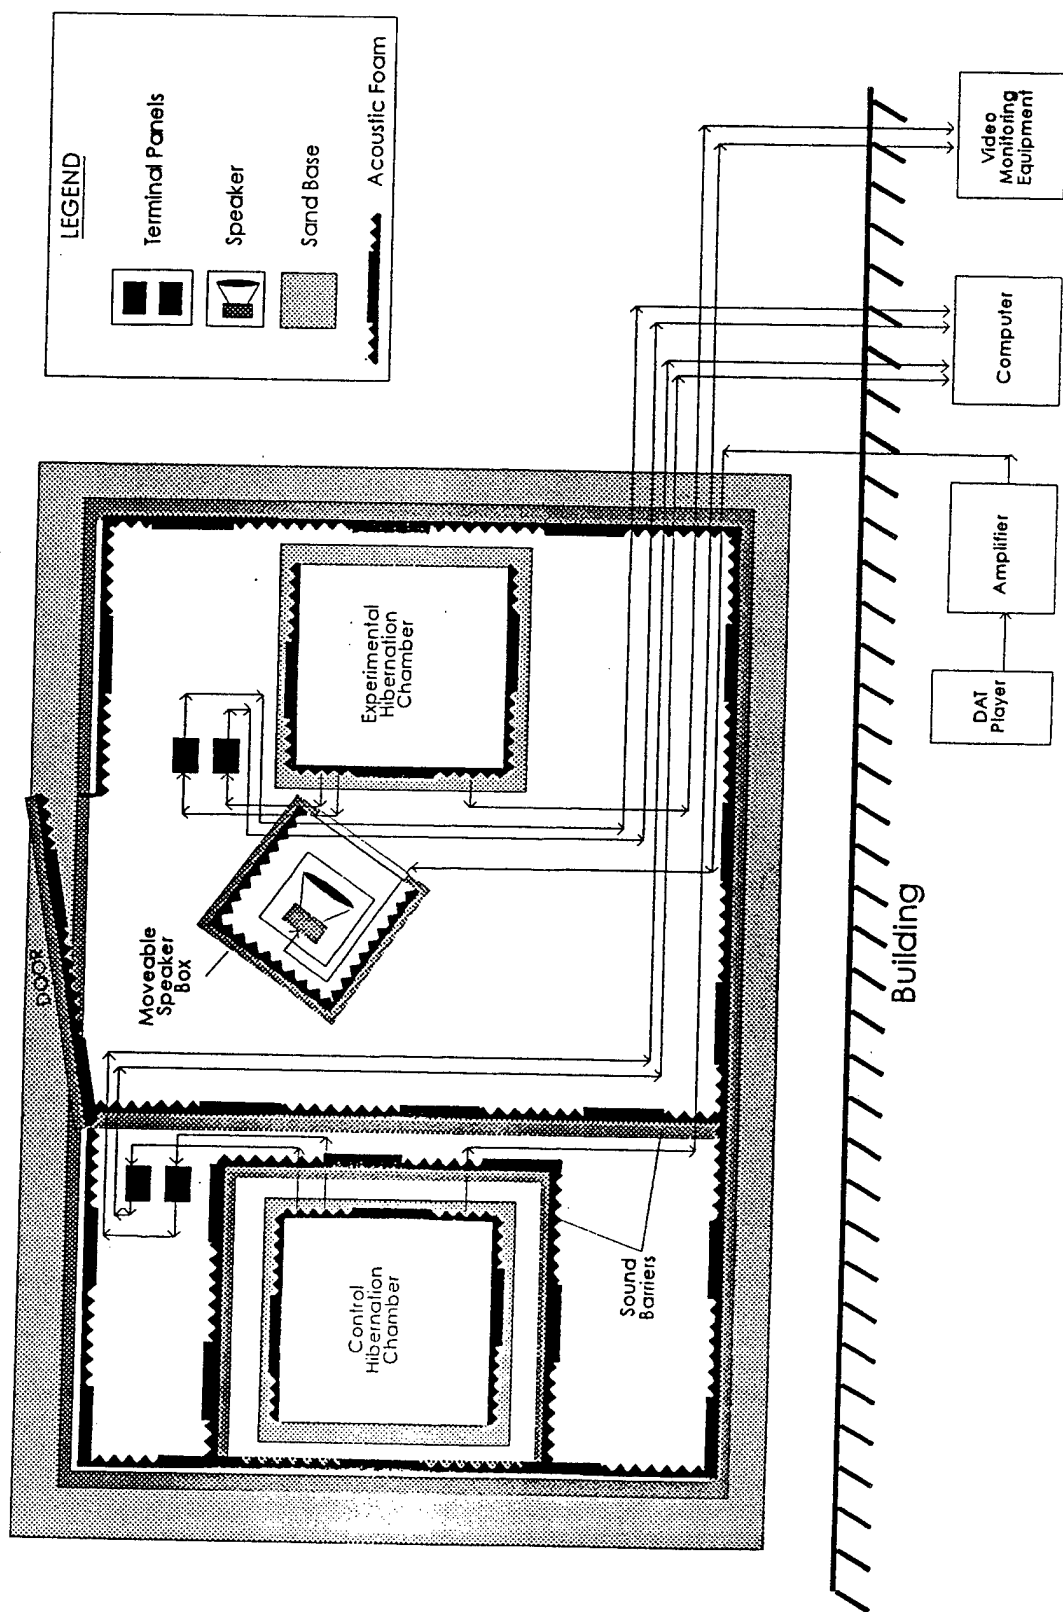 LEGEND
Terminal Panels
Speaker
Sand Base
Acoustic Foam
DOOR
Moveable
Speaker
Box
Experimental
Hibernation
Chamber
Control
Hibernation
Chamber
Sound
Barriers
Building
DAT
Player
Amplifier
Computer
Video
Monitoring
Equipment